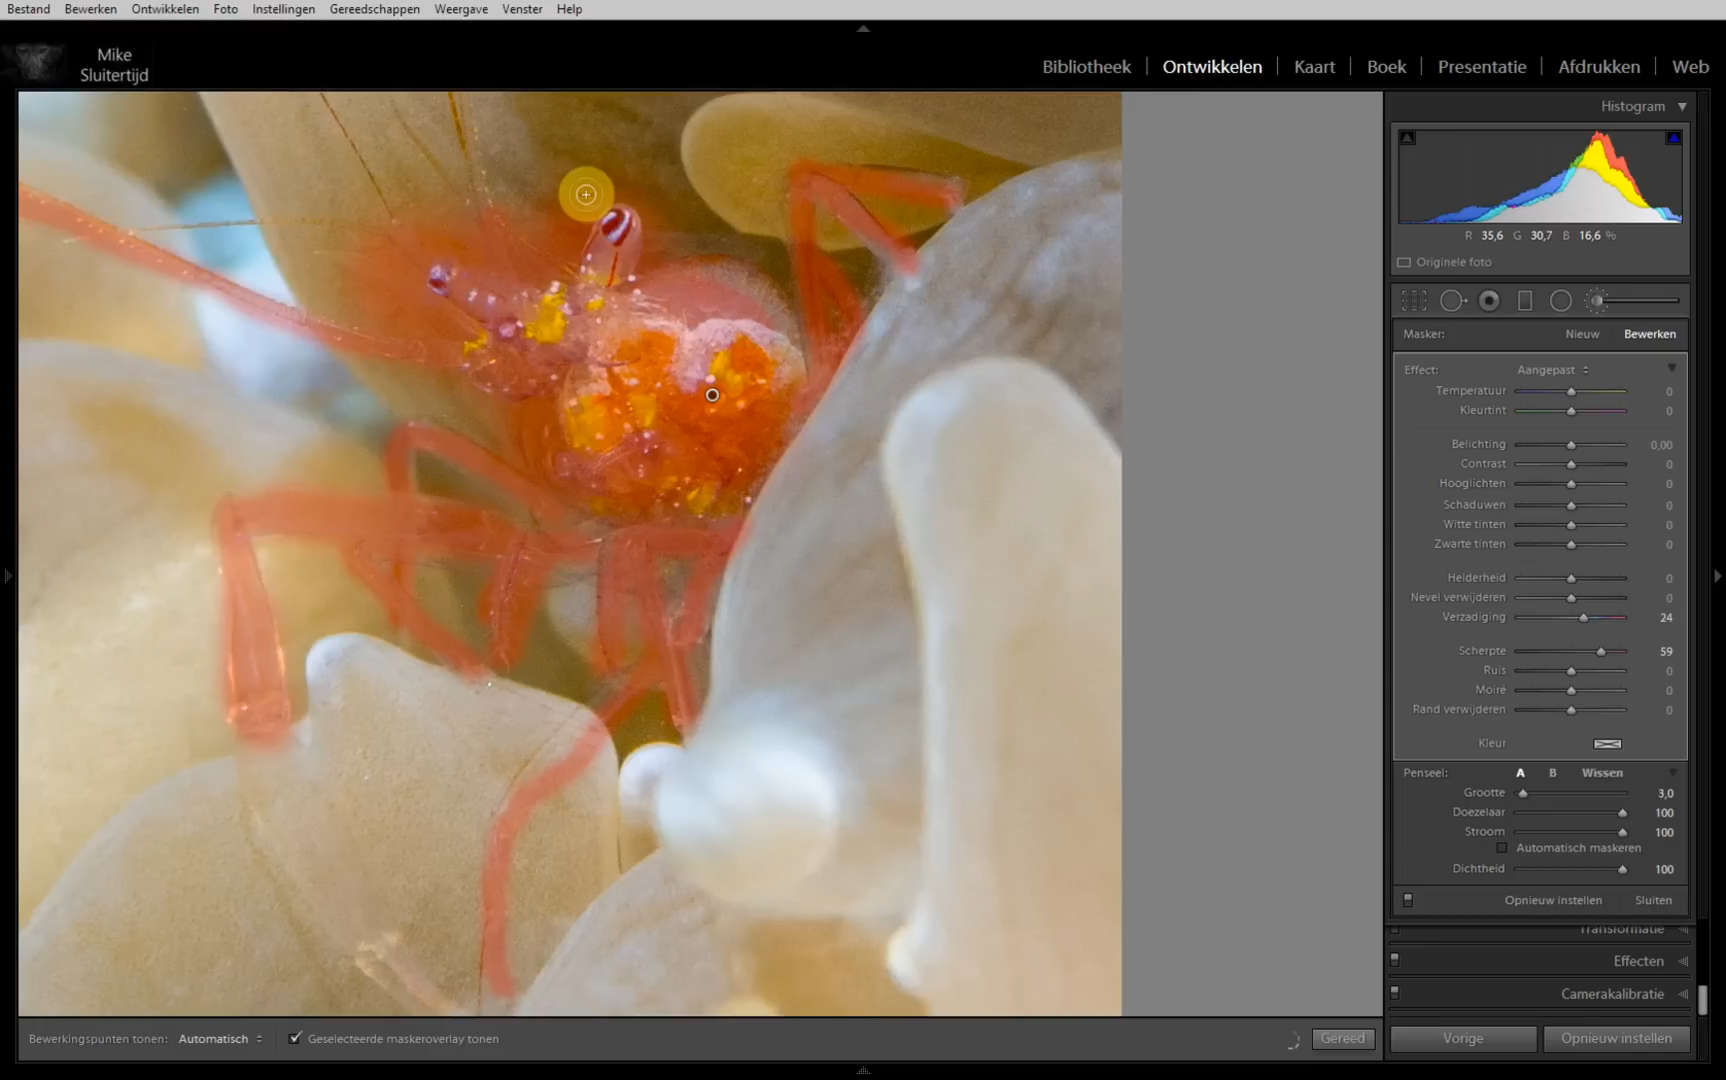 Bestand Bewerken Ontwikkelen Foto Instellingen Gereedschappen Weergave Venster Help
Mike
Sluitertijd
Bibliotheek Ontwikkelen Kaart Boek Presentatie Afdrukken Web
Histogram
R 35,6 G 30,7 B 16,6 %
Originele foto
Masker: Nieuw Bewerken
Effect: Aangepast
Temperatuur 0
Kleurtint 0
Belichting 0,00
Contrast 0
Hooglichten 0
Schaduwen 0
Witte tinten 0
Zwarte tinten 0
Helderheid 0
Nevel verwijderen 0
Verzadiging 24
Scherpte 59
Ruis 0
Moiré 0
Rand verwijderen 0
Kleur
Penseel: A B Wissen
Grootte 3,0
Doezelaar 100
Stroom 100
Automatisch maskeren
Dichtheid 100
Opnieuw instellen Sluiten
Transformatie
Effecten
Camerakalibratie
Bewerkingspunten tonen: Automatisch Geselecteerde maskeroverlay tonen Gereed Vorige Opnieuw instellen